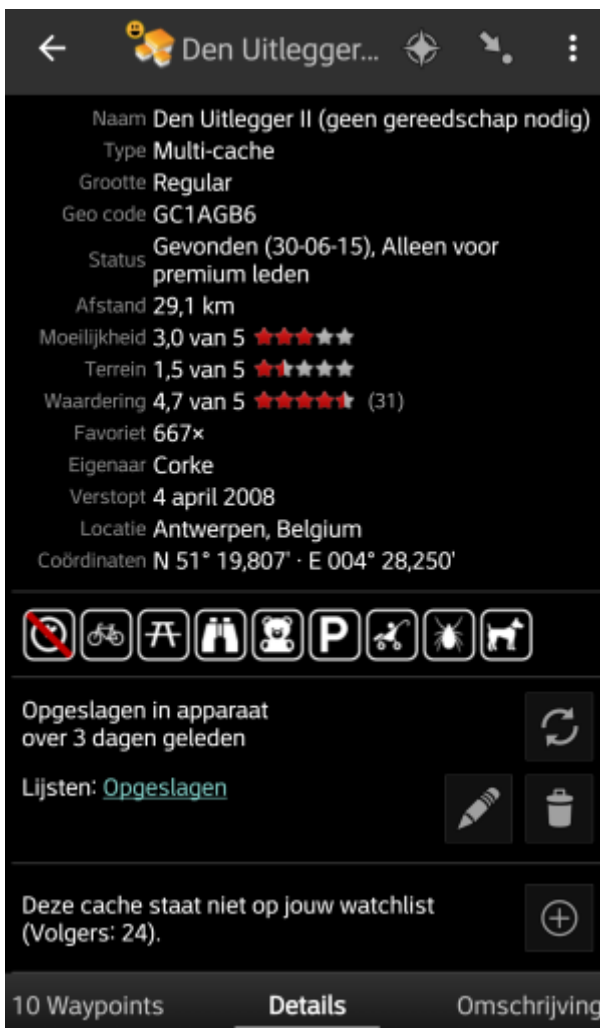 Den Uitlegger...
Naam Den Uitlegger II (geen gereedschap nodig)
Type Multi-cache
Grootte Regular
Geo code GC1AGB6
Status Gevonden (30-06-15), Alleen voor
premium leden
Afstand 29,1 km
Moeilijkheid 3,0 van 5
Terrein 1,5 van 5
Waardering 4,7 van 5 (31)
Favoriet 667×
Eigenaar Corke
Verstopt 4 april 2008
Locatie Antwerpen, Belgium
Coördinaten N 51° 19,807' · E 004° 28,250'
P
Opgeslagen in apparaat
over 3 dagen geleden
Lijsten: Opgeslagen
Deze cache staat niet op jouw watchlist
(Volgers: 24).
10 Waypoints Details Omschrijving